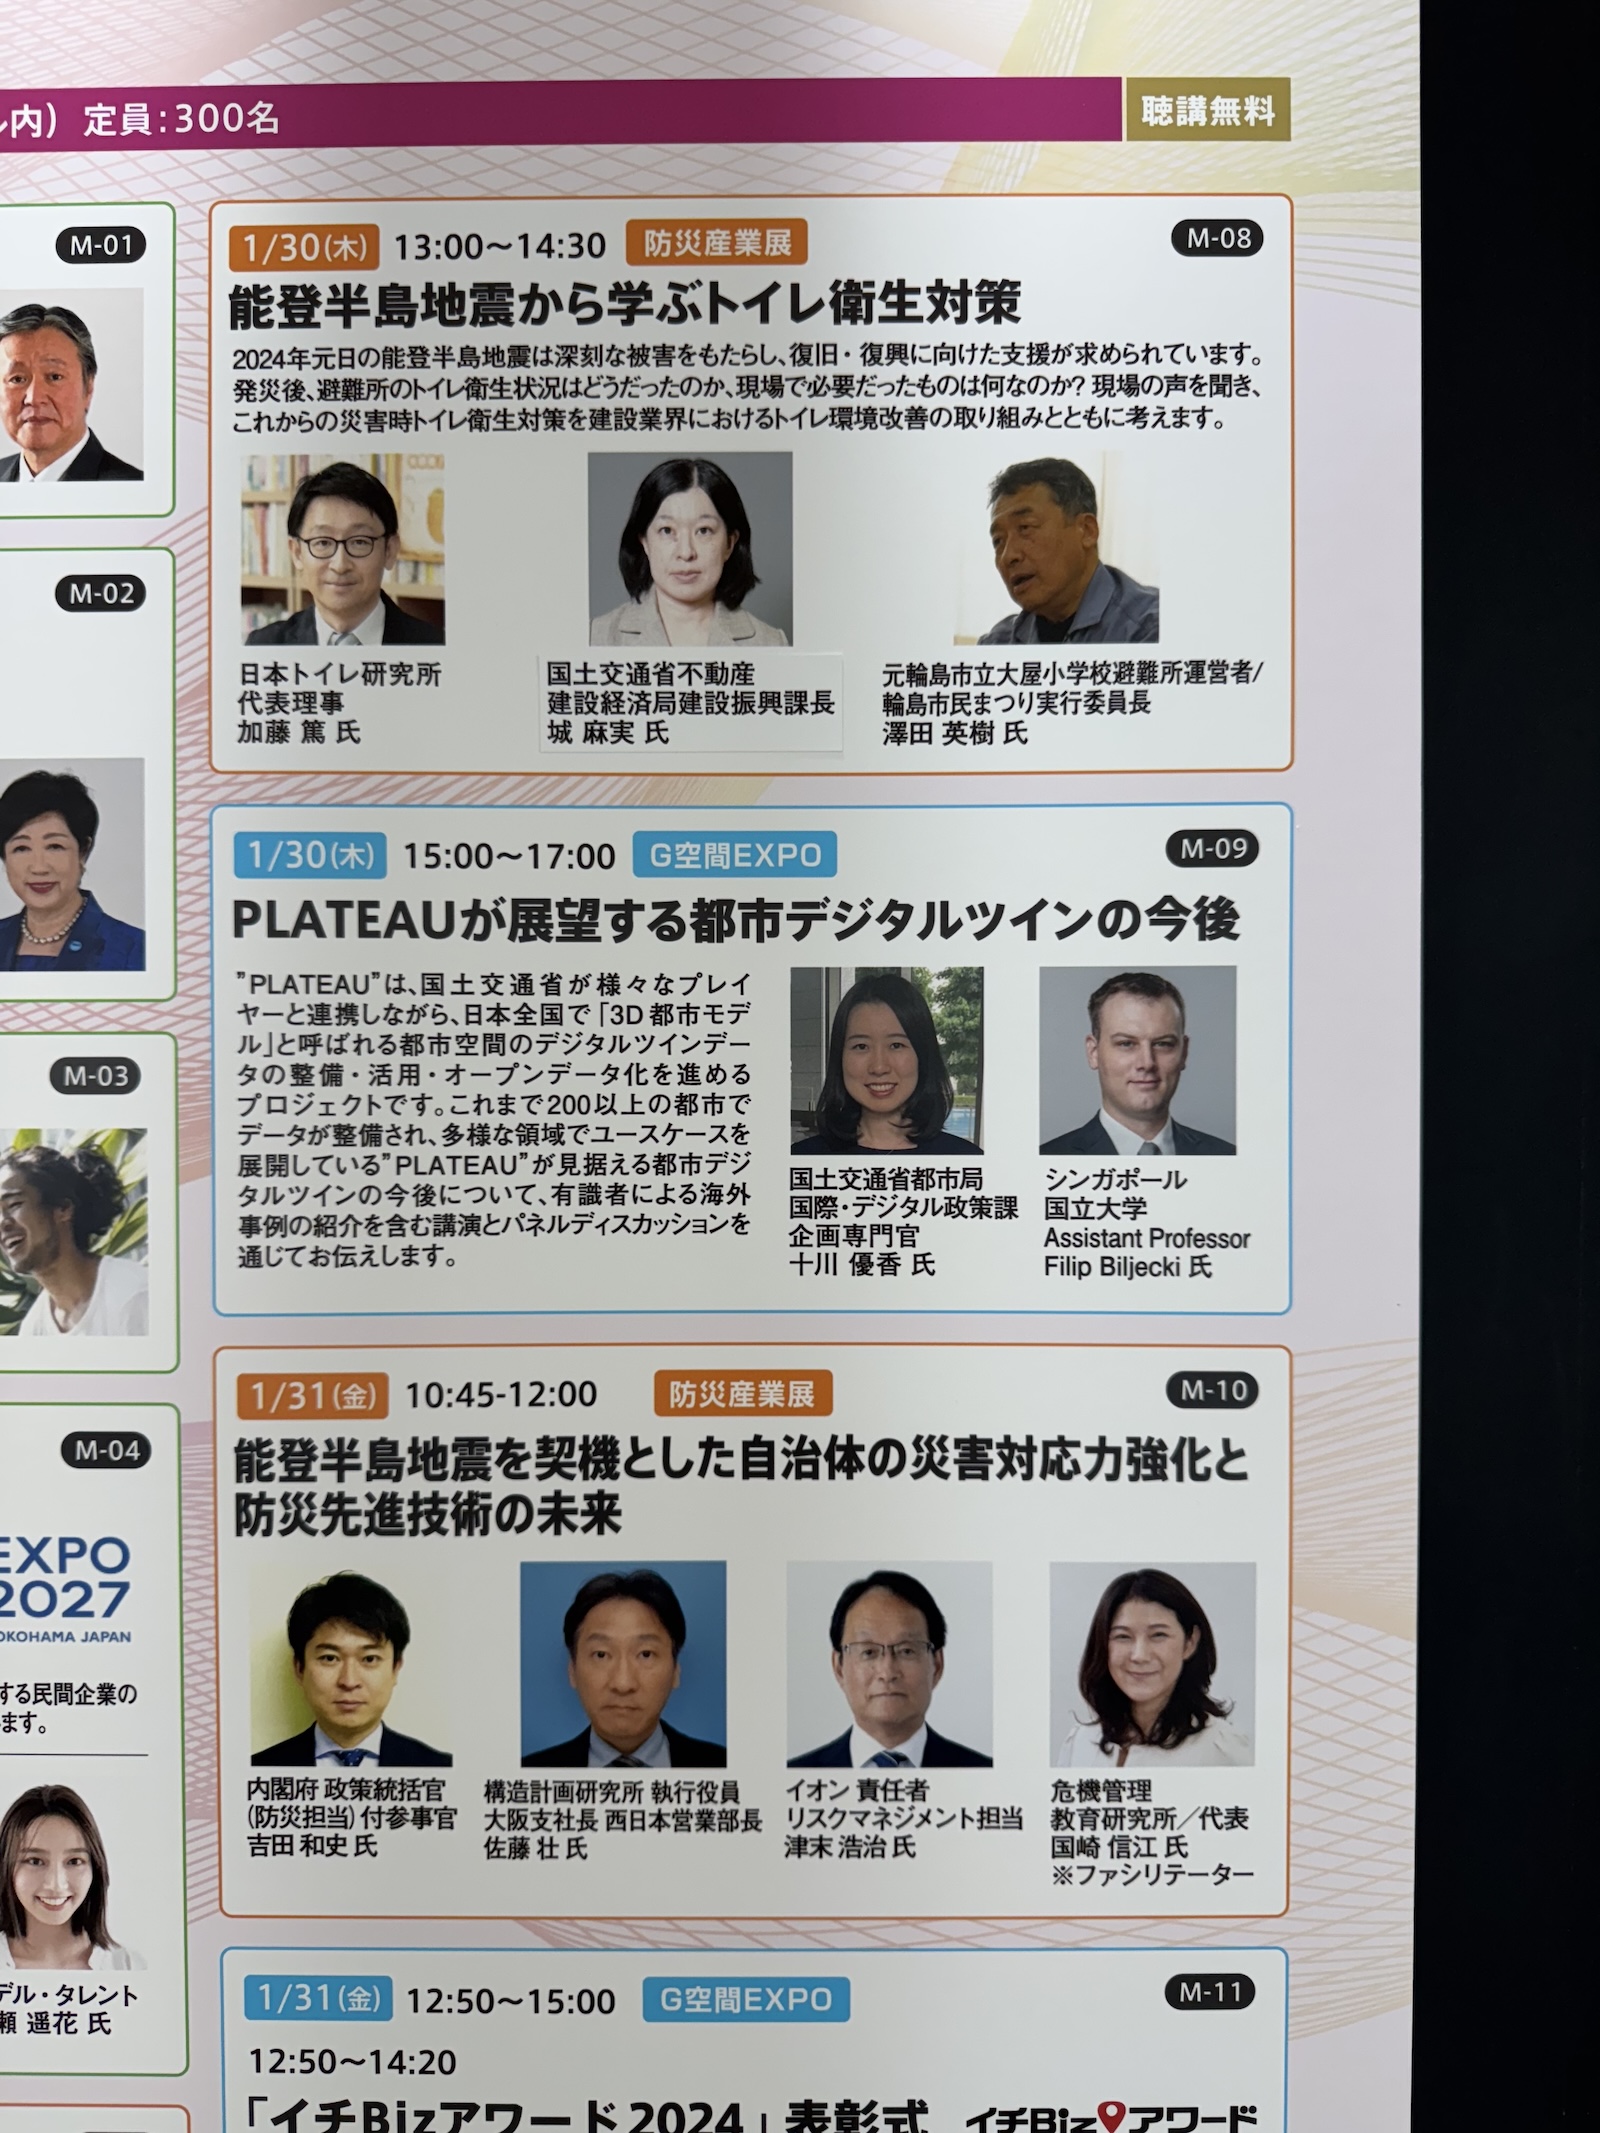 ル内) 定員:300名
聴講無料
M-01
M-02
M-03
M-04
EXPO
2027
YOKOHAMA JAPAN
する民間企業の
ます。
デル・タレント
瀬 遥花 氏
1/30(木) 13:00〜14:30 防災産業展 M-08
能登半島地震から学ぶトイレ衛生対策
2024年元日の能登半島地震は深刻な被害をもたらし、復旧・復興に向けた支援が求められています。
発災後、避難所のトイレ衛生状況はどうだったのか、現場で必要だったものは何なのか? 現場の声を聞き、
これからの災害時トイレ衛生対策を建設業界におけるトイレ環境改善の取り組みとともに考えます。
日本トイレ研究所
代表理事
加藤 篤 氏
国土交通省不動産
建設経済局建設振興課長
城 麻実 氏
元輪島市立大屋小学校避難所運営者/
輪島市民まつり実行委員長
澤田 英樹 氏
1/30(木) 15:00〜17:00 G空間EXPO M-09
PLATEAUが展望する都市デジタルツインの今後
”PLATEAU”は、国土交通省が様々なプレイ
ヤーと連携しながら、日本全国で「3D都市モデ
ル」と呼ばれる都市空間のデジタルツインデー
タの整備・活用・オープンデータ化を進める
プロジェクトです。これまで200以上の都市で
データが整備され、多様な領域でユースケースを
展開している”PLATEAU”が見据える都市デジ
タルツインの今後について、有識者による海外
事例の紹介を含む講演とパネルディスカッションを
通じてお伝えします。
国土交通省都市局
国際・デジタル政策課
企画専門官
十川 優香 氏
シンガポール
国立大学
Assistant Professor
Filip Biljecki 氏
1/31(金) 10:45-12:00 防災産業展 M-10
能登半島地震を契機とした自治体の災害対応力強化と
防災先進技術の未来
内閣府 政策統括官
(防災担当)付参事官
吉田 和史 氏
構造計画研究所 執行役員
大阪支社長 西日本営業部長
佐藤 壮 氏
イオン 責任者
リスクマネジメント担当
津末 浩治 氏
危機管理
教育研究所/代表
国崎 信江 氏
※ファシリテーター
1/31(金) 12:50〜15:00 G空間EXPO M-11
12:50〜14:20
「イチBizアワード2024」表彰式 イチBizアワード